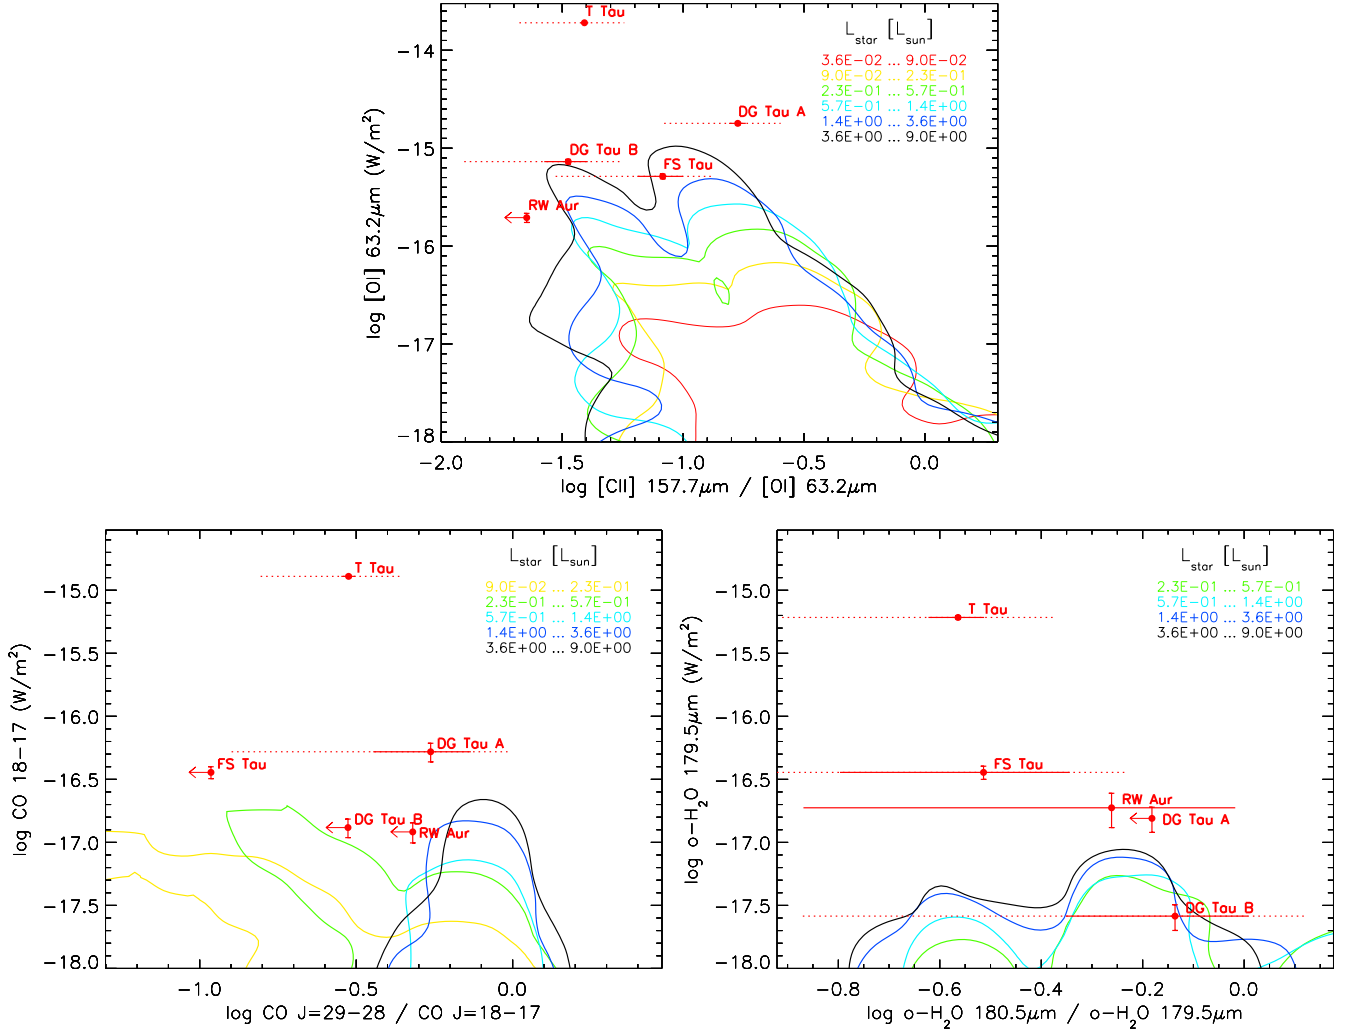 T Tau
L_star [L_sun]
3.6E-02 ... 9.0E-02
9.0E-02 ... 2.3E-01
2.3E-01 ... 5.7E-01
5.7E-01 ... 1.4E+00
1.4E+00 ... 3.6E+00
3.6E+00 ... 9.0E+00
DG Tau A
DG Tau B
FS Tau
RW Aur
log [OI] 63.2μm (W/m²)
-14
-15
-16
-17
-18
-2.0 -1.5 -1.0 -0.5 0.0
log [CII] 157.7μm / [OI] 63.2μm
L_star [L_sun]
9.0E-02 ... 2.3E-01
2.3E-01 ... 5.7E-01
5.7E-01 ... 1.4E+00
1.4E+00 ... 3.6E+00
3.6E+00 ... 9.0E+00
T Tau
DG Tau A
FS Tau
DG Tau B
RW Aur
log CO 18-17 (W/m²)
-15.0
-15.5
-16.0
-16.5
-17.0
-17.5
-18.0
-1.0 -0.5 0.0
log CO J=29-28 / CO J=18-17
L_star [L_sun]
2.3E-01 ... 5.7E-01
5.7E-01 ... 1.4E+00
1.4E+00 ... 3.6E+00
3.6E+00 ... 9.0E+00
T Tau
FS Tau
RW Aur
DG Tau A
DG Tau B
log o-H₂O 179.5μm (W/m²)
-15.0
-15.5
-16.0
-16.5
-17.0
-17.5
-18.0
-0.8 -0.6 -0.4 -0.2 0.0
log o-H₂O 180.5μm / o-H₂O 179.5μm